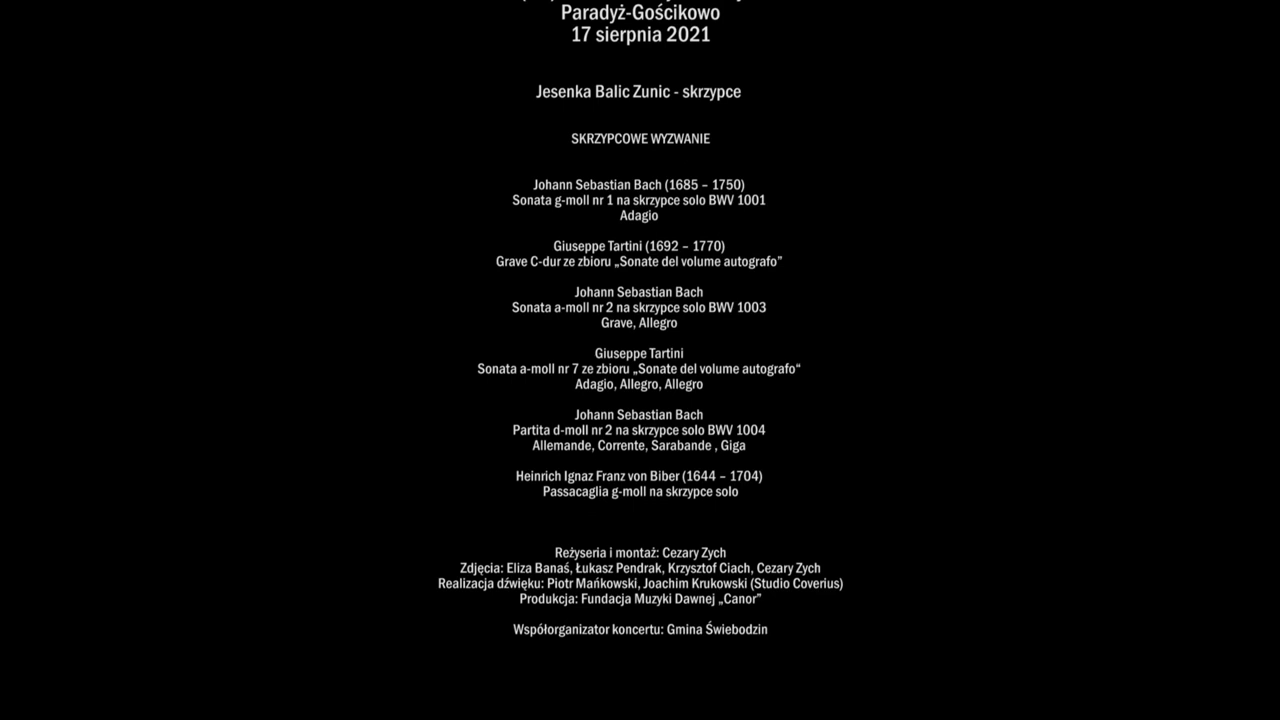 Paradyż-Gościkowo
17 sierpnia 2021
Jesenka Balic Zunic - skrzypce
SKRZYPCOWE WYZWANIE
Johann Sebastian Bach (1685 – 1750)
Sonata g-moll nr 1 na skrzypce solo BWV 1001
Adagio
Giuseppe Tartini (1692 – 1770)
Grave C-dur ze zbioru „Sonate del volume autografo”
Johann Sebastian Bach
Sonata a-moll nr 2 na skrzypce solo BWV 1003
Grave, Allegro
Giuseppe Tartini
Sonata a-moll nr 7 ze zbioru „Sonate del volume autografo“
Adagio, Allegro, Allegro
Johann Sebastian Bach
Partita d-moll nr 2 na skrzypce solo BWV 1004
Allemande, Corrente, Sarabande , Giga
Heinrich Ignaz Franz von Biber (1644 – 1704)
Passacaglia g-moll na skrzypce solo
Reżyseria i montaż: Cezary Zych
Zdjęcia: Eliza Banaś, Łukasz Pendrak, Krzysztof Ciach, Cezary Zych
Realizacja dźwięku: Piotr Mańkowski, Joachim Krukowski (Studio Coverius)
Produkcja: Fundacja Muzyki Dawnej „Canor”
Współorganizator koncertu: Gmina Świebodzin